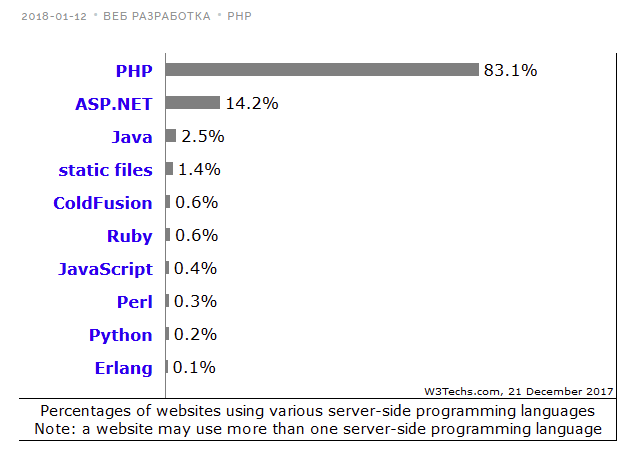 2018-01-12 • ВЕБ РАЗРАБОТКА • PHP
PHP 83.1%
ASP.NET 14.2%
Java 2.5%
static files 1.4%
ColdFusion 0.6%
Ruby 0.6%
JavaScript 0.4%
Perl 0.3%
Python 0.2%
Erlang 0.1%
W3Techs.com, 21 December 2017
Percentages of websites using various server-side programming languages
Note: a website may use more than one server-side programming language